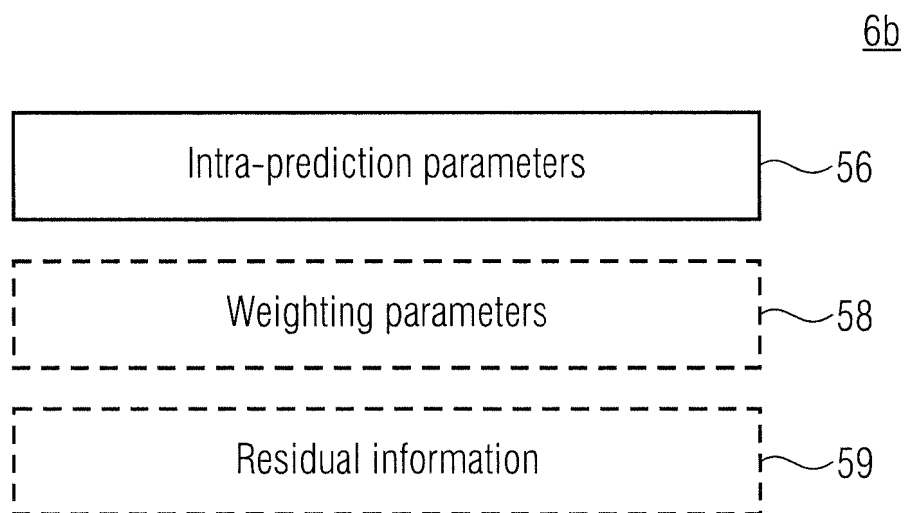 6b
Intra-prediction parameters
56
Weighting parameters
58
Residual information
59